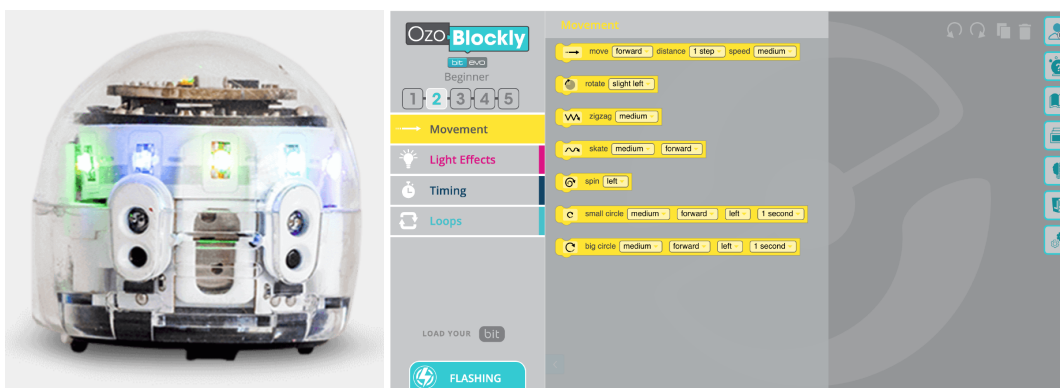 Ozo Blockly
bit evo
Beginner
1 2 3 4 5
Movement
Light Effects
Timing
Loops
LOAD YOUR bit
FLASHING
Movement
move forward distance 1 step speed medium
rotate slight left
zigzag medium
skate medium forward
spin left
small circle medium forward left 1 second
big circle medium forward left 1 second